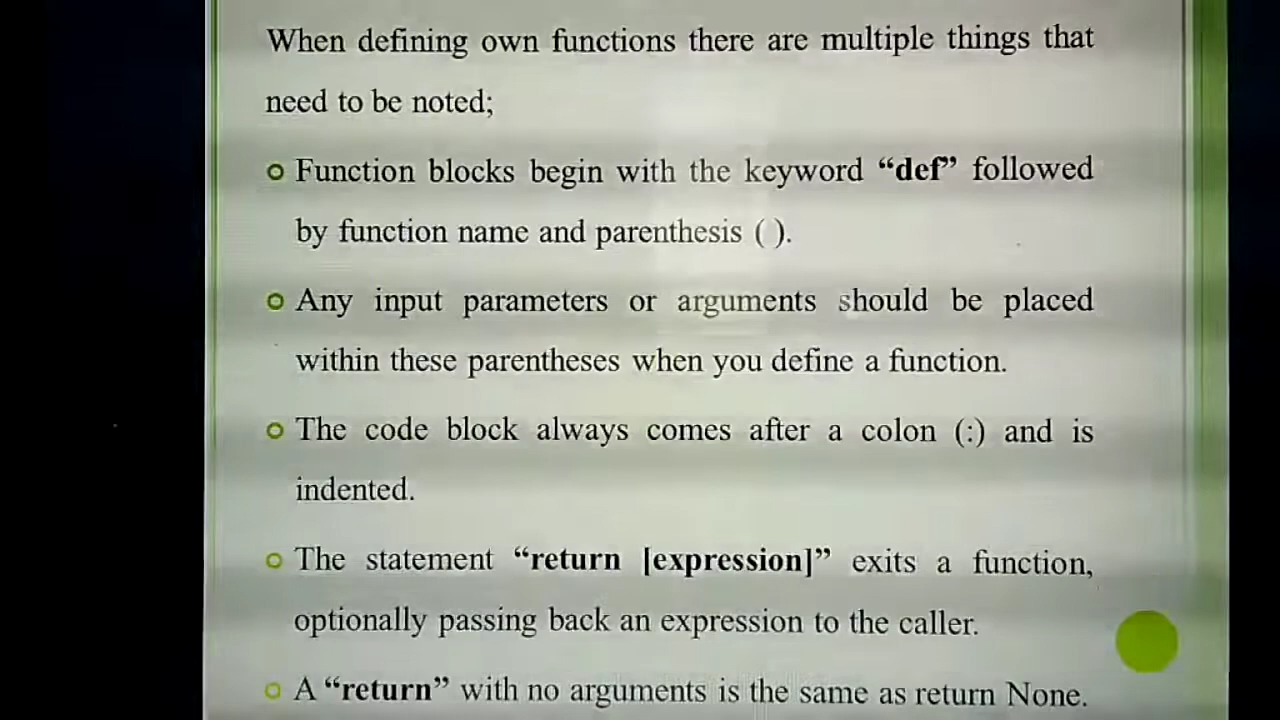 When defining own functions there are multiple things that
need to be noted;
Function blocks begin with the keyword “def” followed
by function name and parenthesis ( ).
Any input parameters or arguments should be placed
within these parentheses when you define a function.
The code block always comes after a colon (:) and is
indented.
The statement “return [expression]” exits a function,
optionally passing back an expression to the caller.
A “return” with no arguments is the same as return None.